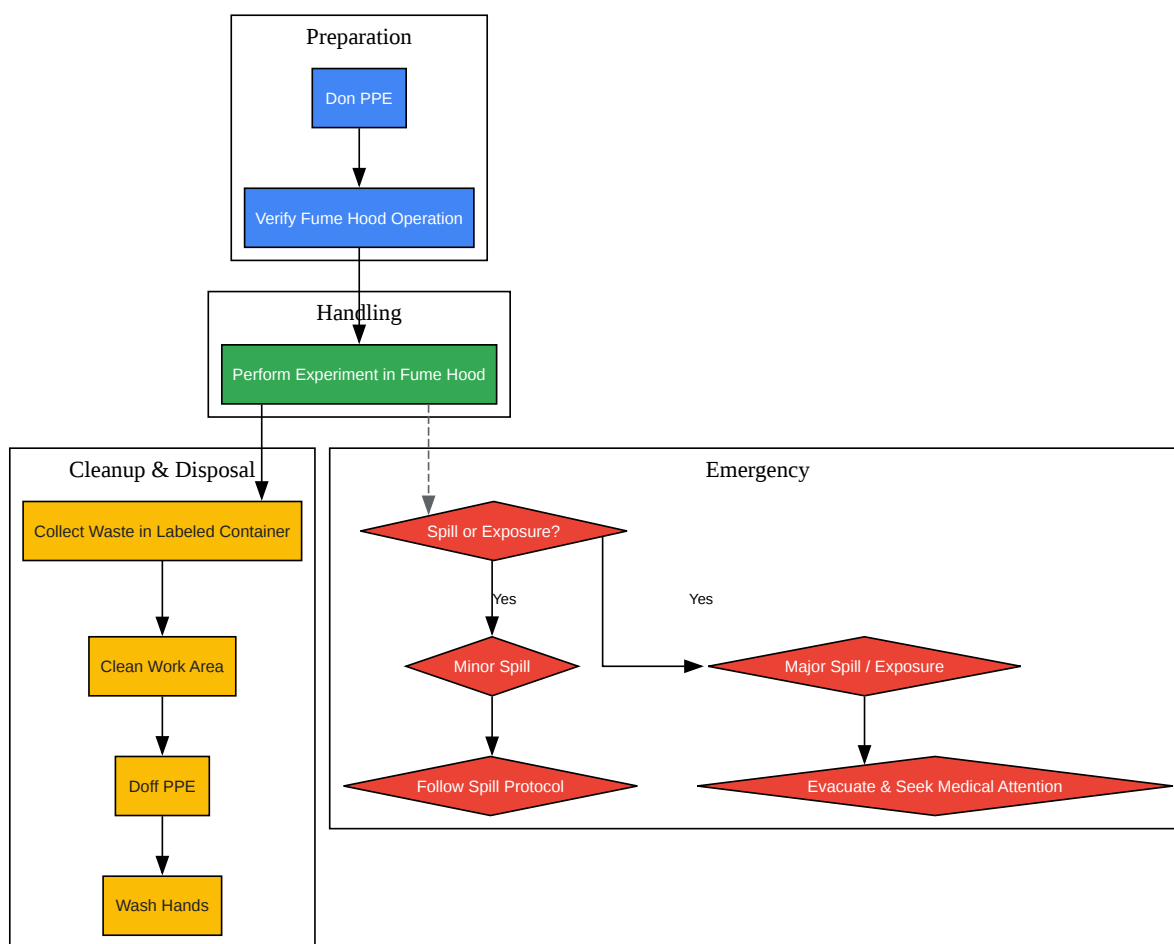 Preparation
Don PPE
Verify Fume Hood Operation
Handling
Perform Experiment in Fume Hood
Cleanup & Disposal
Collect Waste in Labeled Container
Clean Work Area
Doff PPE
Wash Hands
Emergency
Spill or Exposure?
Yes
Yes
Minor Spill
Major Spill / Exposure
Follow Spill Protocol
Evacuate & Seek Medical Attention